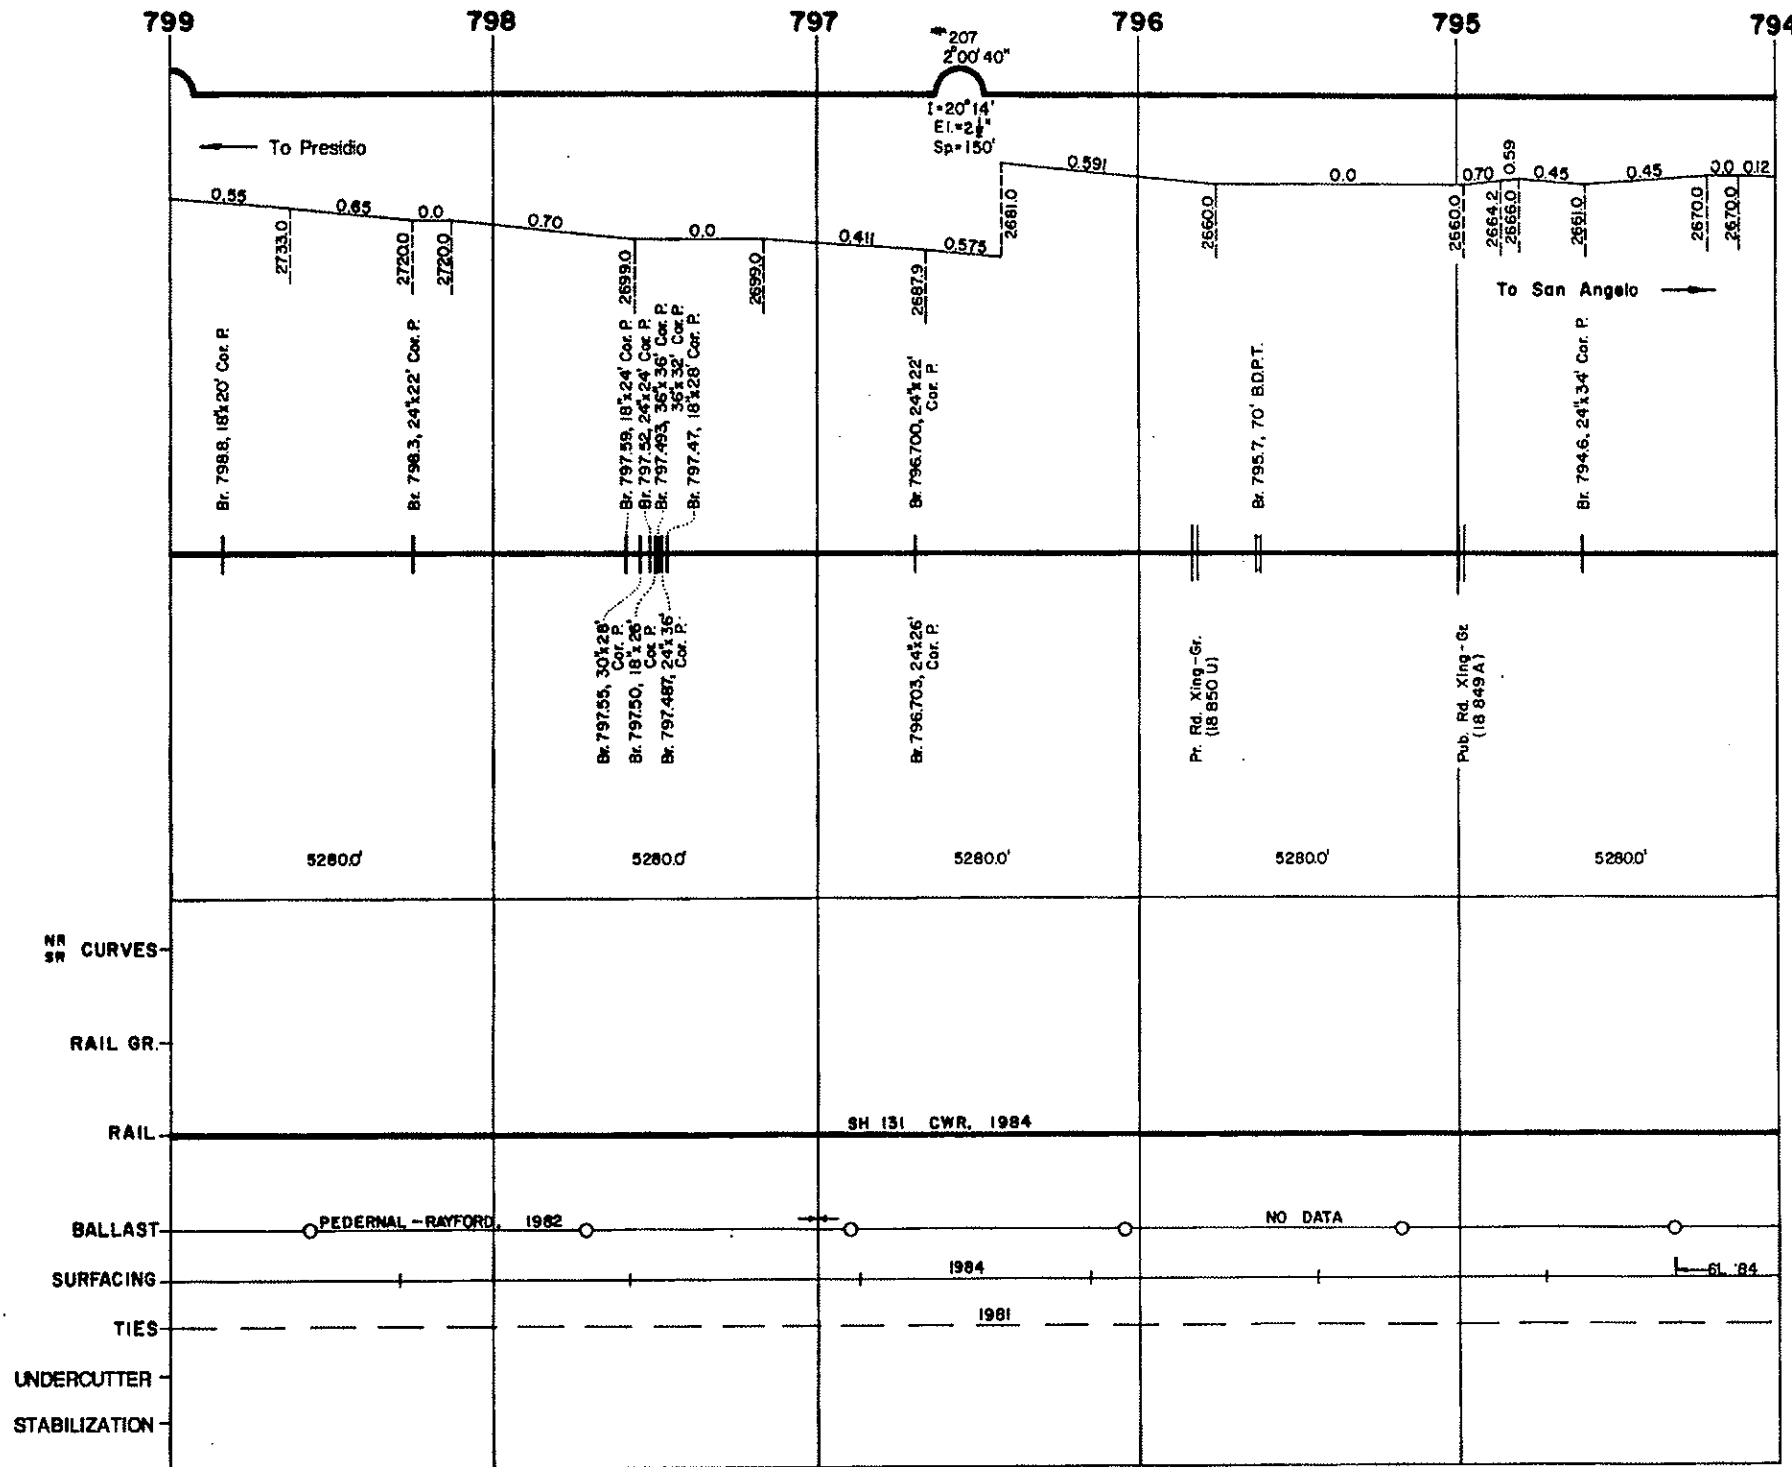 799 798 797 796 795 794
207
2°00'40"
I=20°14'
Sp=150'
To Presidio
0.55 0.65 0.0 0.70 0.0 0.411 0.575 0.591 0.0 0.70 0.59 0.45 0.45 0.0 0.12
2733.0 2720.0 2720.0 2699.0 2699.0 2687.9 2681.0 2660.0 2660.0 2664.2 2666.0 2661.0 2670.0 2670.0
To San Angelo
Br. 798.8, 18"x20' Cor. P.
Br. 798.3, 24"x22' Cor. P.
Br. 797.59, 18"x24' Cor. P.
Br. 797.52, 24"x24' Cor. P.
Br. 797.493, 36"x36' Cor. P.
36"x32' Cor. P.
Br. 797.47, 18"x28' Cor. P.
Br. 796.700, 24"x22'
Cor. P.
Br. 795.7, 70' B.D.P.T.
Br. 794.6, 24"x34' Cor. P.
Br. 797.55, 30"x28'
Cor. P.
Br. 797.50, 18"x26'
Cor. P.
Br. 797.487, 24"x36'
Cor. P.
Br. 796.703, 24"x26'
Cor. P.
Pr. Rd. Xing-Gr.
(18 850 U)
Pub. Rd. Xing-Gr.
(18 849 A)
5280.0' 5280.0' 5280.0' 5280.0' 5280.0'
NR
SR CURVES
RAIL GR.
RAIL SH 131 CWR, 1984
BALLAST PEDERNAL-RAYFORD, 1982 NO DATA
SURFACING 1984 6L '84
TIES 1981
UNDERCUTTER
STABILIZATION